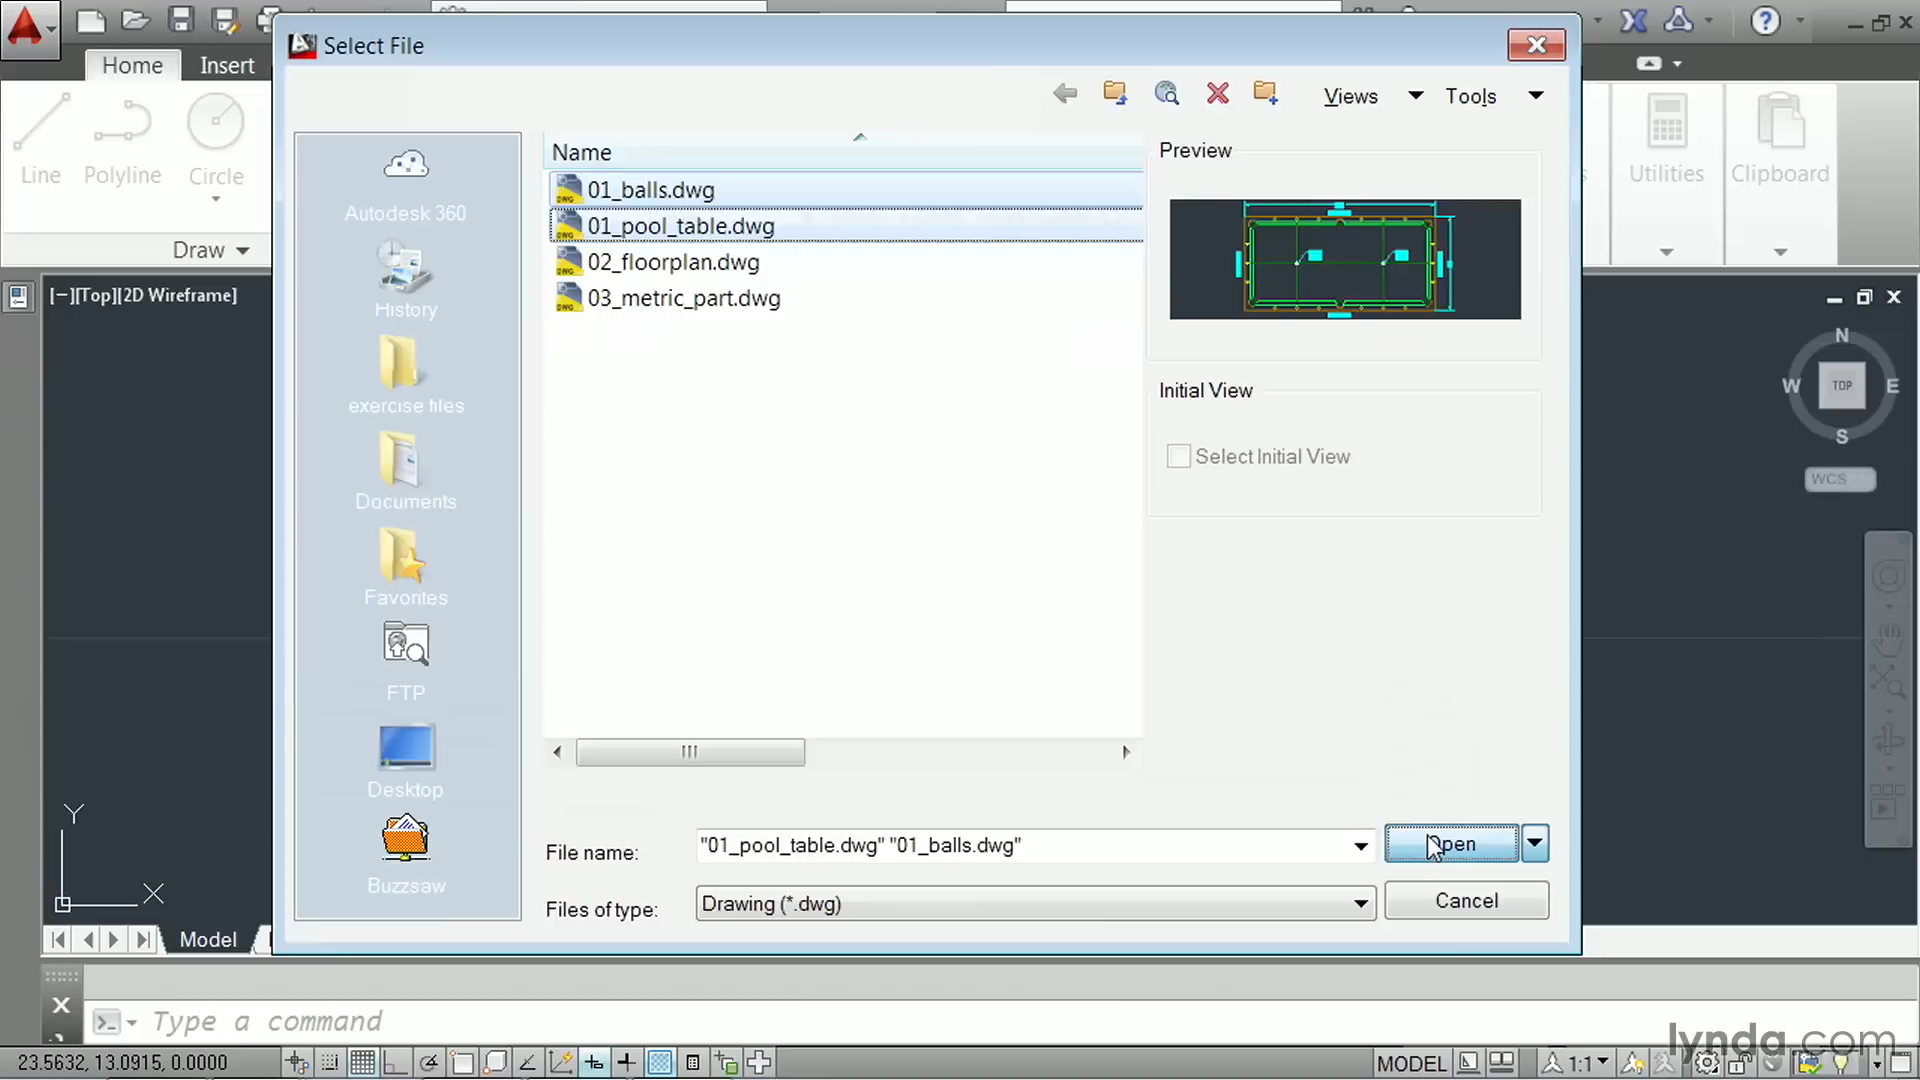 Select File
Home
Insert
Views
Tools
Line
Polyline
Circle
Draw
Utilities
Clipboard
[−][Top][2D Wireframe]
Autodesk 360
History
exercise files
Documents
Favorites
FTP
Desktop
Buzzsaw
Name
01_balls.dwg
01_pool_table.dwg
02_floorplan.dwg
03_metric_part.dwg
Preview
Initial View
Select Initial View
N
W
TOP
E
S
WCS
File name:
"01_pool_table.dwg" "01_balls.dwg"
Open
Files of type:
Drawing (*.dwg)
Cancel
Y
X
Model
Type a command
23.5632, 13.0915, 0.0000
MODEL
1:1
lynda.com